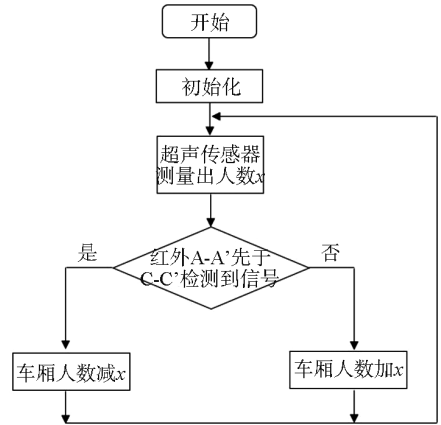 开始
初始化
超声传感器
测量出人数x
是
红外A-A'先于
C-C'检测到信号
否
车厢人数减x
车厢人数加x